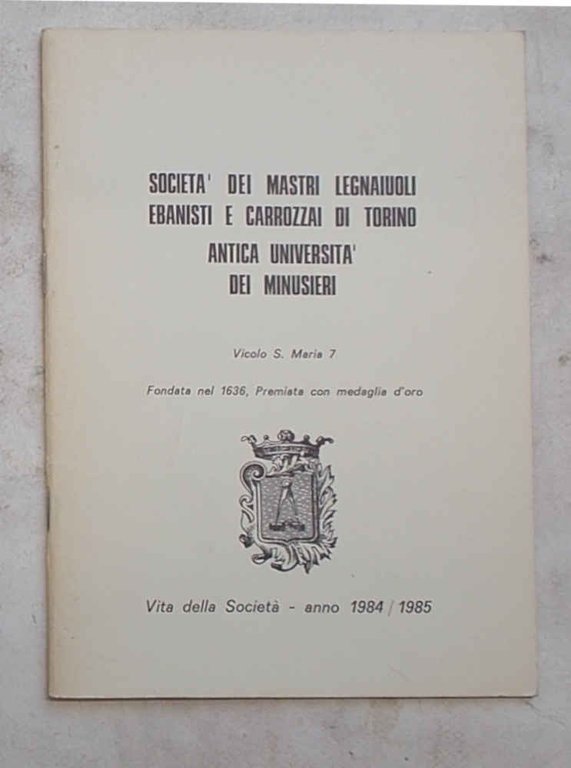 SOCIETA' DEI MASTRI LEGNAIUOLI
EBANISTI E CARROZZAI DI TORINO
ANTICA UNIVERSITA'
DEI MINUSIERI
Vicolo S. Maria 7
Fondata nel 1636, Premiata con medaglia d'oro
Vita della Società - anno 1984 / 1985